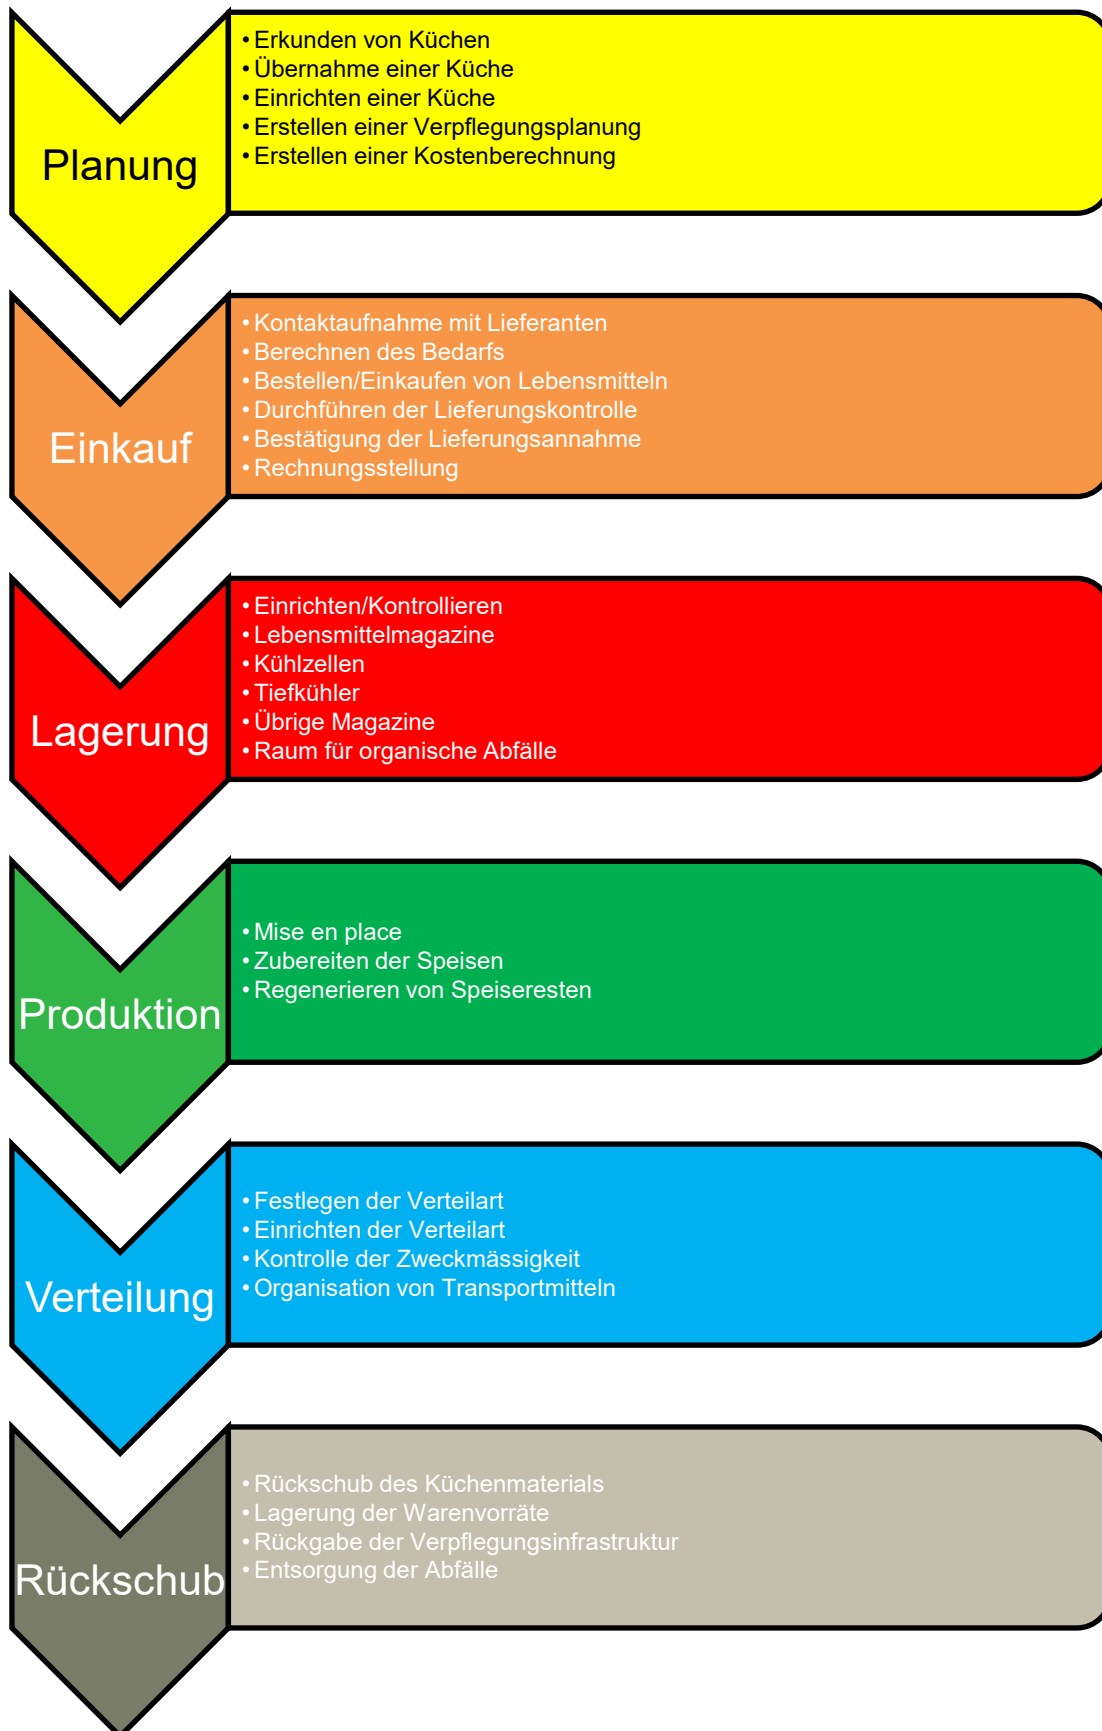 Planung
• Erkunden von Küchen
• Übernahme einer Küche
• Einrichten einer Küche
• Erstellen einer Verpflegungsplanung
• Erstellen einer Kostenberechnung
Einkauf
• Kontaktaufnahme mit Lieferanten
• Berechnen des Bedarfs
• Bestellen/Einkaufen von Lebensmitteln
• Durchführen der Lieferungskontrolle
• Bestätigung der Lieferungsannahme
• Rechnungsstellung
Lagerung
• Einrichten/Kontrollieren
• Lebensmittelmagazine
• Kühlzellen
• Tiefkühler
• Übrige Magazine
• Raum für organische Abfälle
Produktion
• Mise en place
• Zubereiten der Speisen
• Regenerieren von Speiseresten
Verteilung
• Festlegen der Verteilart
• Einrichten der Verteilart
• Kontrolle der Zweckmässigkeit
• Organisation von Transportmitteln
Rückschub
• Rückschub des Küchenmaterials
• Lagerung der Warenvorräte
• Rückgabe der Verpflegungsinfrastruktur
• Entsorgung der Abfälle